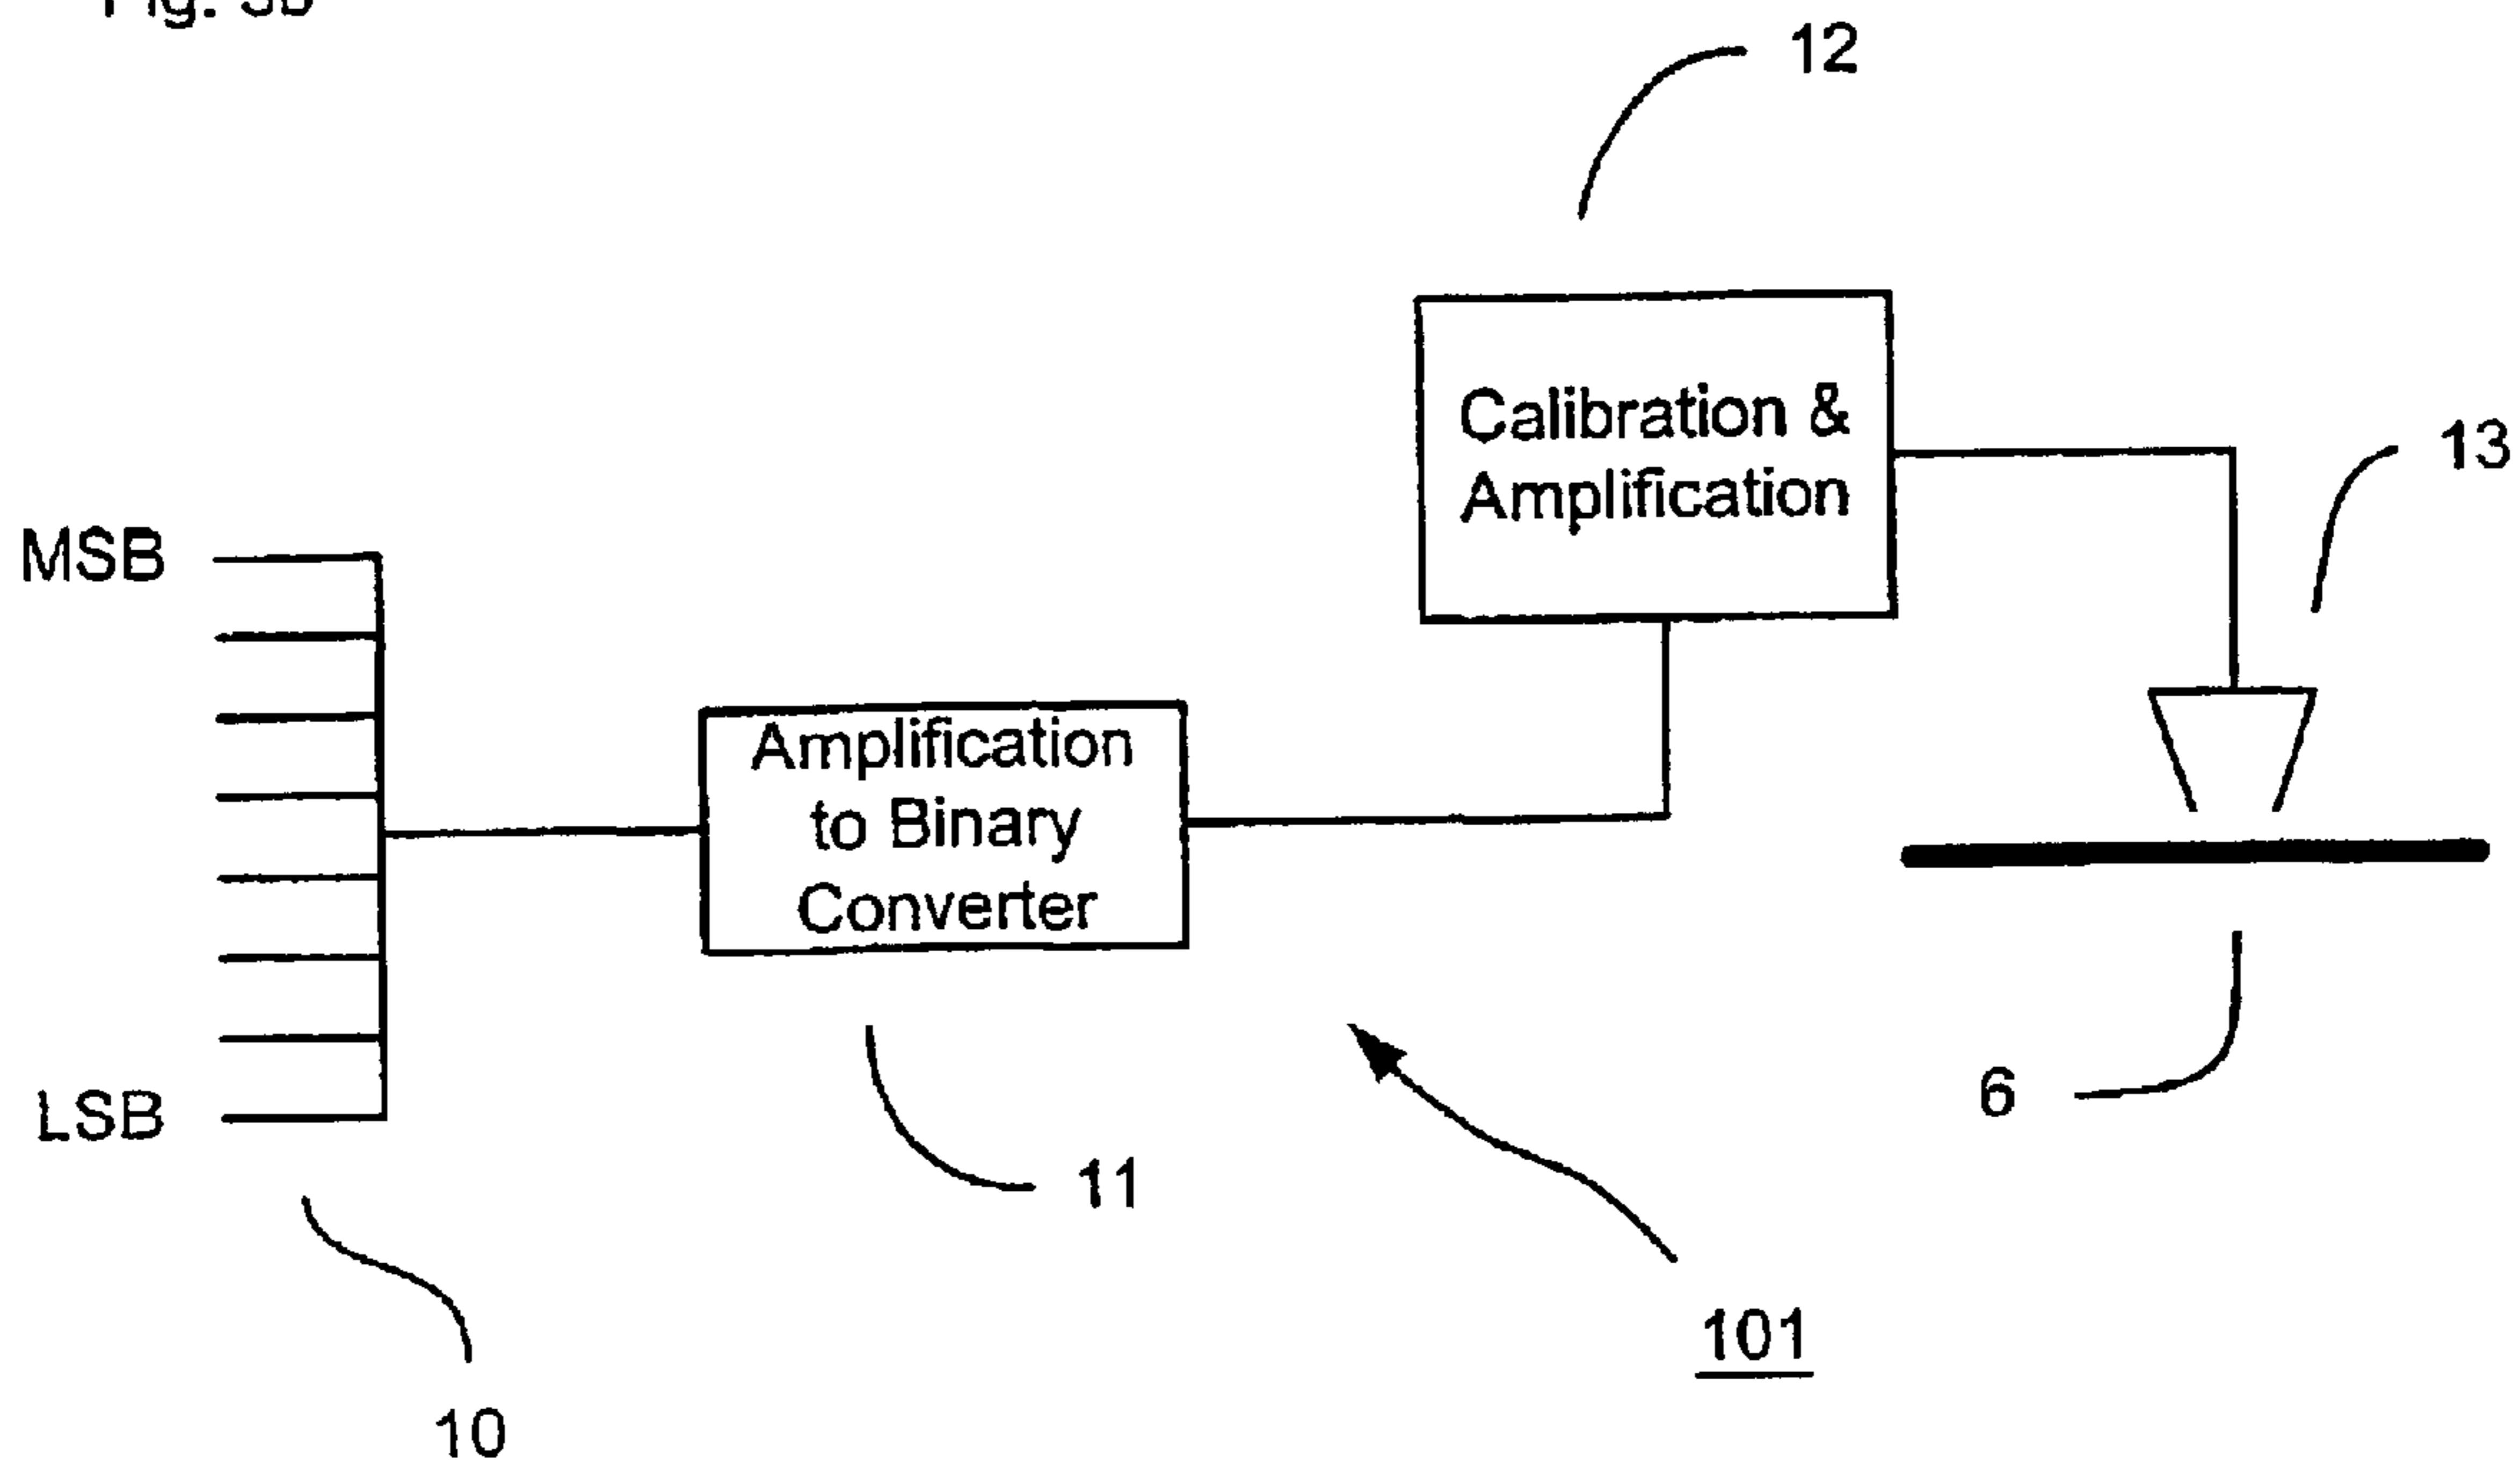 12
Calibration &
Amplification
13
MSB
Amplification
to Binary
Converter
LSB
6
11
101
10